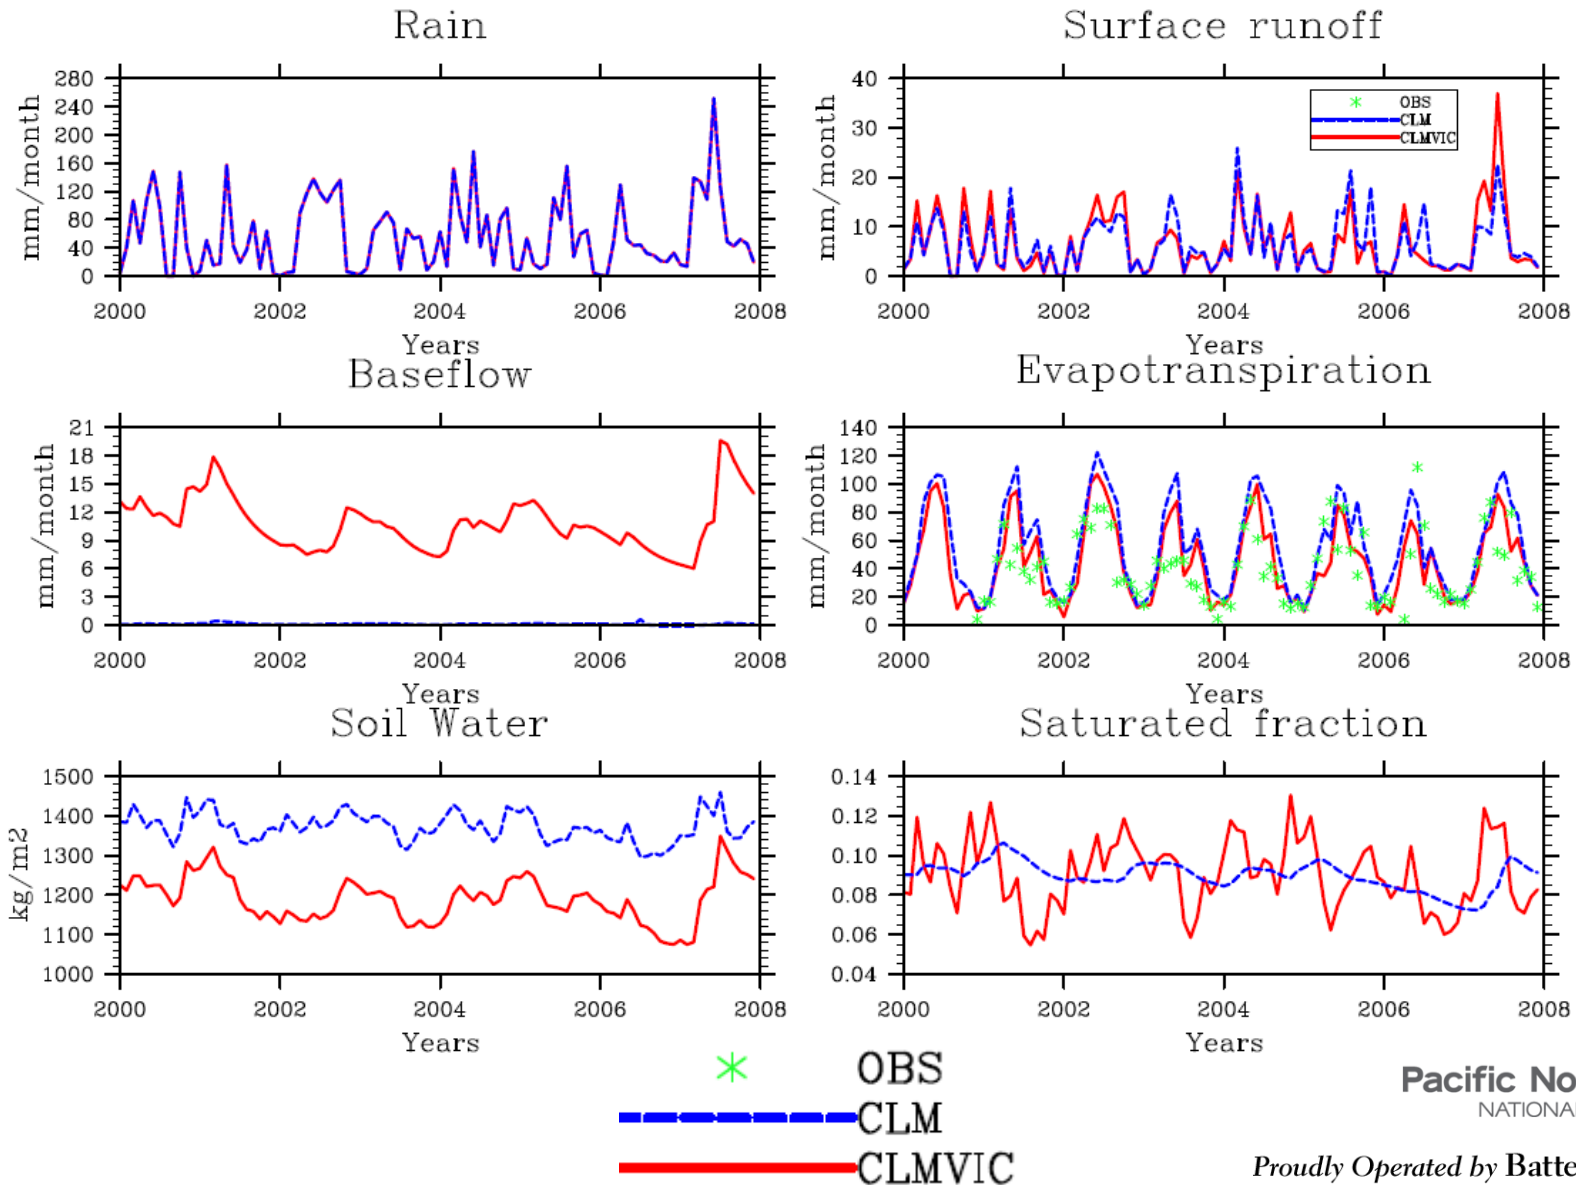 Rain
Surface runoff
280
240
200
160
120
80
40
0
mm/month
2000 2002 2004 2006 2008
Years
40
30
20
10
0
mm/month
OBS
CLM
CLMVIC
2000 2002 2004 2006 2008
Years
Baseflow
Evapotranspiration
21
18
15
12
9
6
3
0
mm/month
2000 2002 2004 2006 2008
Years
140
120
100
80
60
40
20
0
mm/month
2000 2002 2004 2006 2008
Years
Soil Water
Saturated fraction
1500
1400
1300
1200
1100
1000
kg/m2
2000 2002 2004 2006 2008
Years
0.14
0.12
0.10
0.08
0.06
0.04
2000 2002 2004 2006 2008
Years
OBS
CLM
CLMVIC
Pacific No
NATIONA
Proudly Operated by Batte